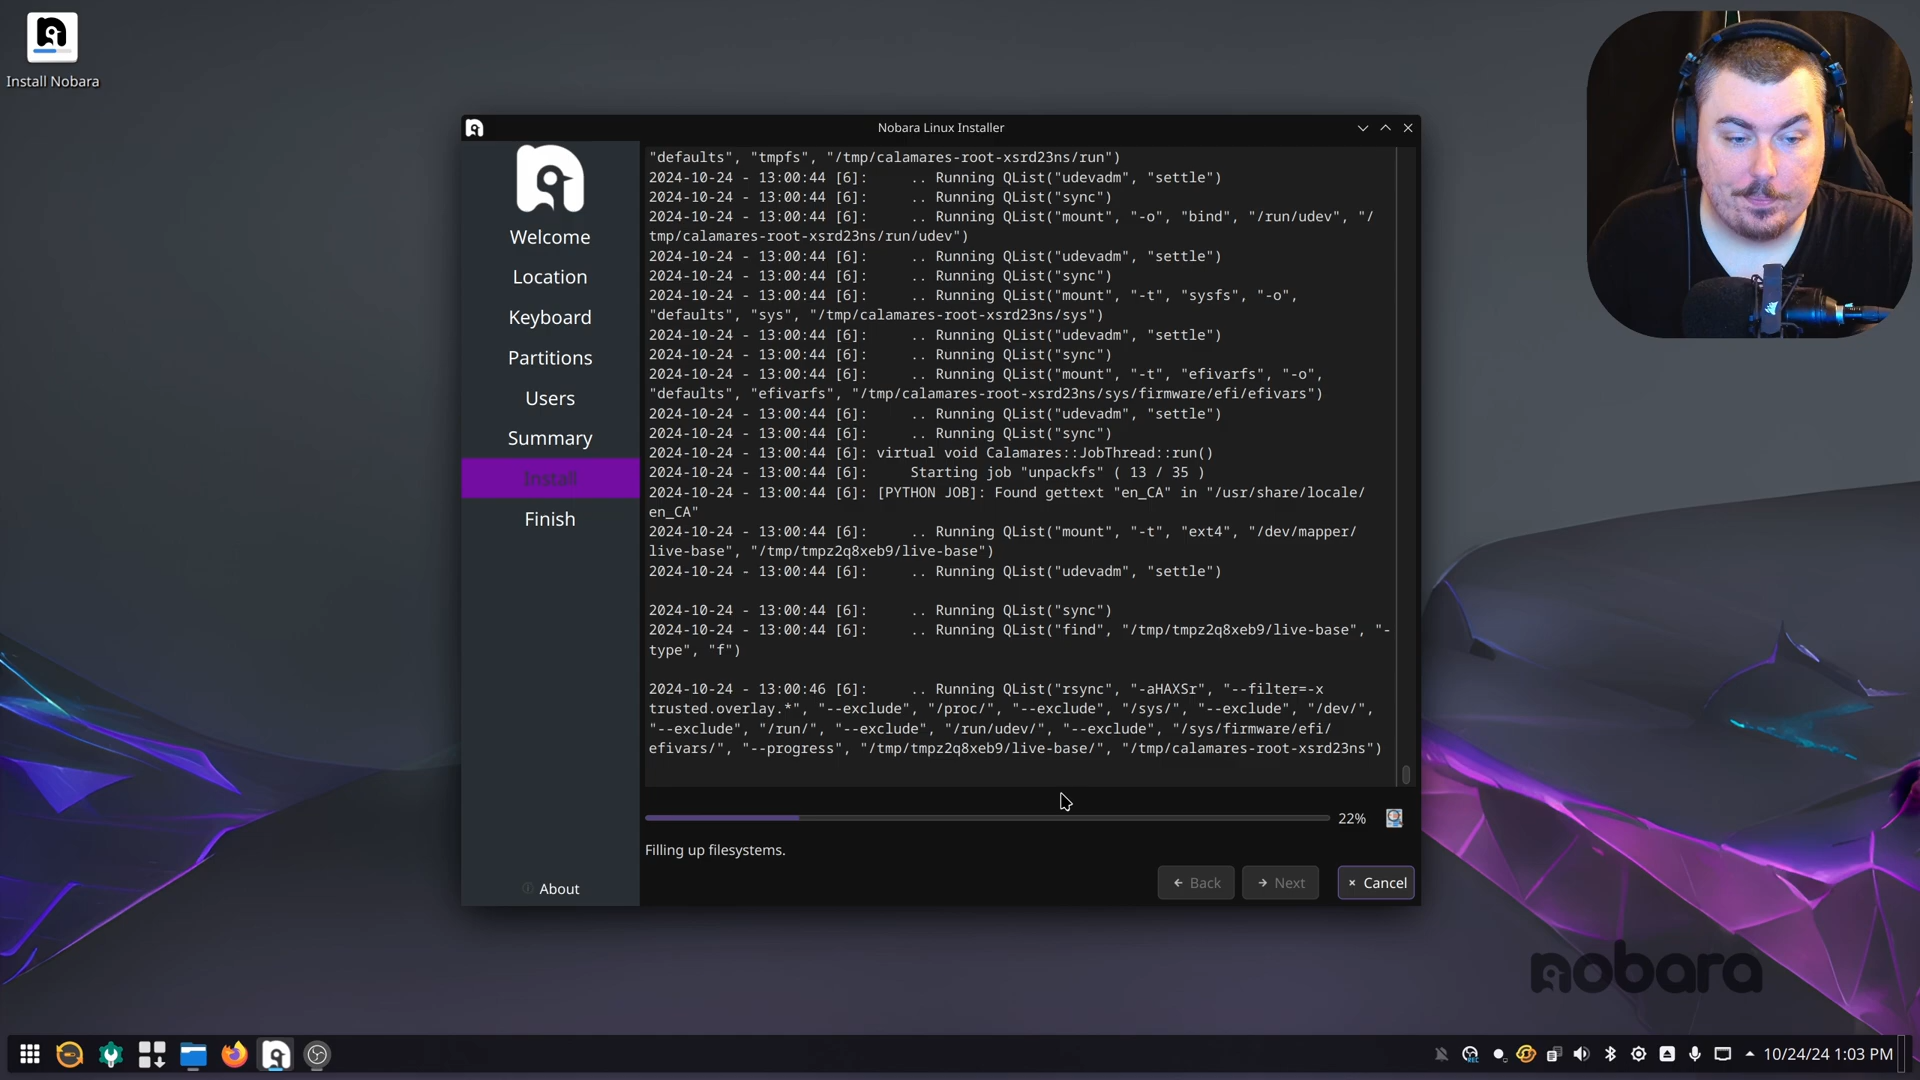 Install Nobara
Nobara Linux Installer
Welcome
Location
Keyboard
Partitions
Users
Summary
Install
Finish
About
"defaults", "tmpfs", "/tmp/calamares-root-xsrd23ns/run")
2024-10-24 - 13:00:44 [6]:     .. Running QList("udevadm", "settle")
2024-10-24 - 13:00:44 [6]:     .. Running QList("sync")
2024-10-24 - 13:00:44 [6]:     .. Running QList("mount", "-o", "bind", "/run/udev", "/
tmp/calamares-root-xsrd23ns/run/udev")
2024-10-24 - 13:00:44 [6]:     .. Running QList("udevadm", "settle")
2024-10-24 - 13:00:44 [6]:     .. Running QList("sync")
2024-10-24 - 13:00:44 [6]:     .. Running QList("mount", "-t", "sysfs", "-o",
"defaults", "sys", "/tmp/calamares-root-xsrd23ns/sys")
2024-10-24 - 13:00:44 [6]:     .. Running QList("udevadm", "settle")
2024-10-24 - 13:00:44 [6]:     .. Running QList("sync")
2024-10-24 - 13:00:44 [6]:     .. Running QList("mount", "-t", "efivarfs", "-o",
"defaults", "efivarfs", "/tmp/calamares-root-xsrd23ns/sys/firmware/efi/efivars")
2024-10-24 - 13:00:44 [6]:     .. Running QList("udevadm", "settle")
2024-10-24 - 13:00:44 [6]:     .. Running QList("sync")
2024-10-24 - 13:00:44 [6]: virtual void Calamares::JobThread::run()
2024-10-24 - 13:00:44 [6]:     Starting job "unpackfs" ( 13 / 35 )
2024-10-24 - 13:00:44 [6]: [PYTHON JOB]: Found gettext "en_CA" in "/usr/share/locale/
en_CA"
2024-10-24 - 13:00:44 [6]:     .. Running QList("mount", "-t", "ext4", "/dev/mapper/
live-base", "/tmp/tmpz2q8xeb9/live-base")
2024-10-24 - 13:00:44 [6]:     .. Running QList("udevadm", "settle")
2024-10-24 - 13:00:44 [6]:     .. Running QList("sync")
2024-10-24 - 13:00:44 [6]:     .. Running QList("find", "/tmp/tmpz2q8xeb9/live-base", "-
type", "f")
2024-10-24 - 13:00:46 [6]:     .. Running QList("rsync", "-aHAXSr", "--filter=-x
trusted.overlay.*", "--exclude", "/proc/", "--exclude", "/sys/", "--exclude", "/dev/",
"--exclude", "/run/", "--exclude", "/run/udev/", "--exclude", "/sys/firmware/efi/
efivars/", "--progress", "/tmp/tmpz2q8xeb9/live-base/", "/tmp/calamares-root-xsrd23ns")
22%
Filling up filesystems.
Back
Next
Cancel
nobara
REC
10/24/24 1:03 PM